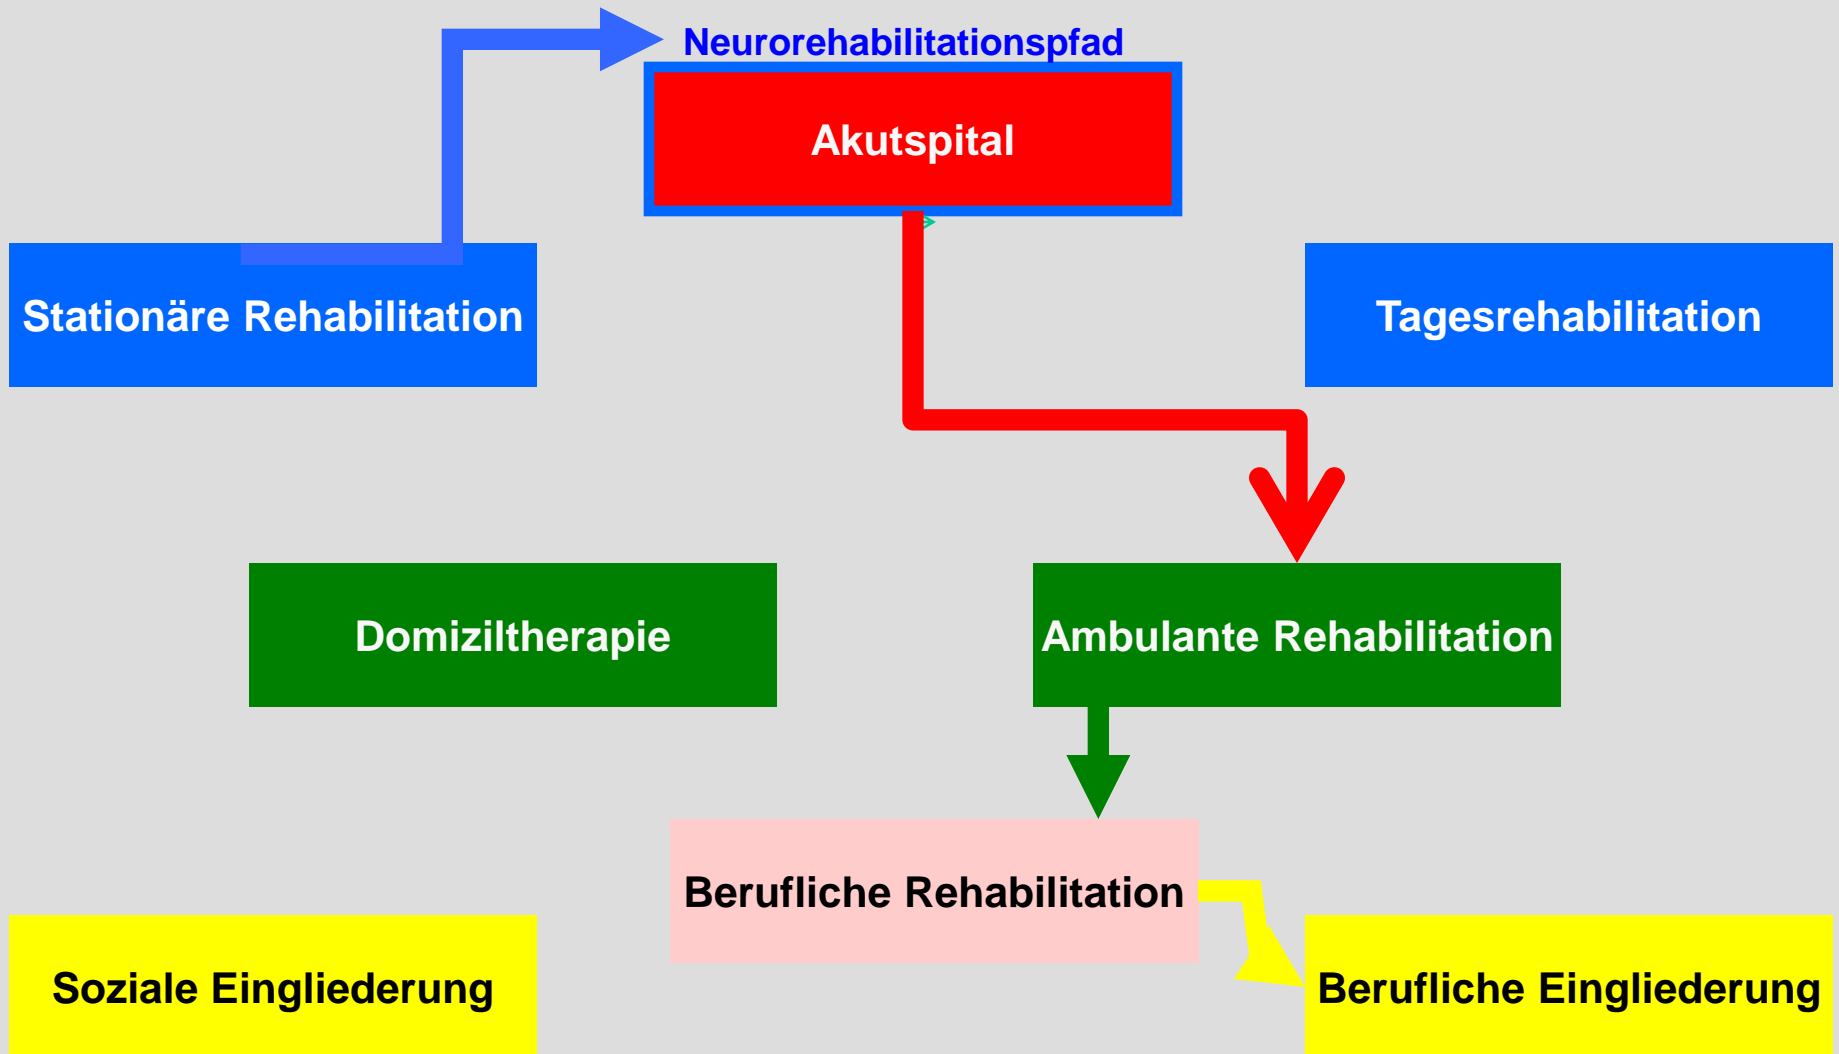 Neurorehabilitationspfad
Akutspital
Stationäre Rehabilitation
Tagesrehabilitation
Domiziltherapie
Ambulante Rehabilitation
Berufliche Rehabilitation
Soziale Eingliederung
Berufliche Eingliederung